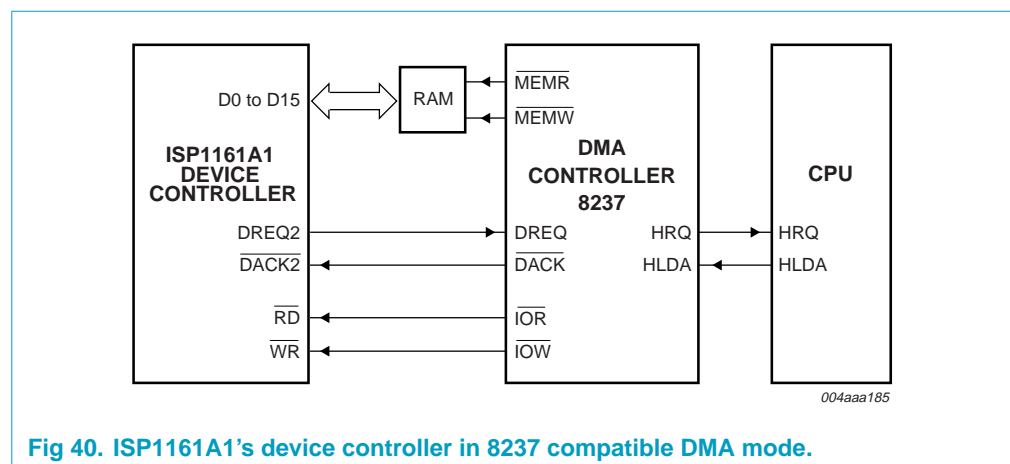 D0 to D15
RAM
MEMR
MEMW
ISP1161A1
DEVICE
CONTROLLER
DMA
CONTROLLER
8237
CPU
DREQ2
DREQ
HRQ
HRQ
DACK2
DACK
HLDA
HLDA
RD
IOR
WR
IOW
004aaa185
Fig 40. ISP1161A1's device controller in 8237 compatible DMA mode.